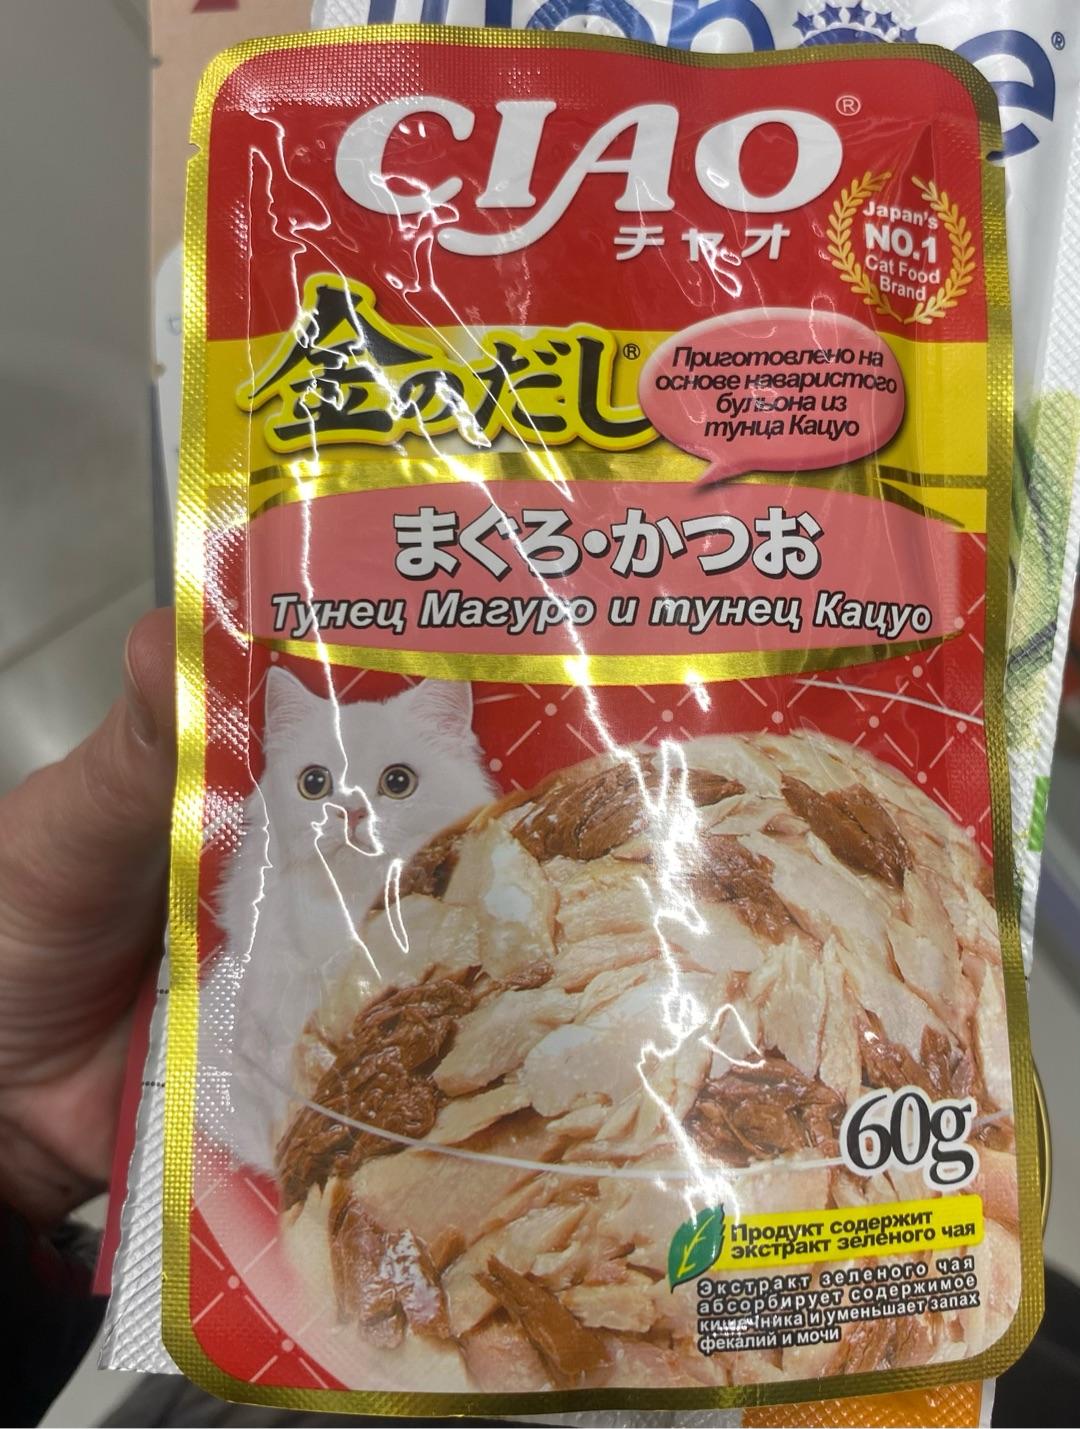 CIAO®
チャオ
Japan's
NO.1
Cat Food
Brand
金のだし®
Приготовлено на
основе наваристого
бульона из
тунца Кацуо
まぐろ・かつお
Тунец Магуро и тунец Кацуо
60g
Продукт содержит
экстракт зеленого чая
Экстракт зеленого чая
абсорбирует содержимое
кишечника и уменьшает запах
фекалий и мочи